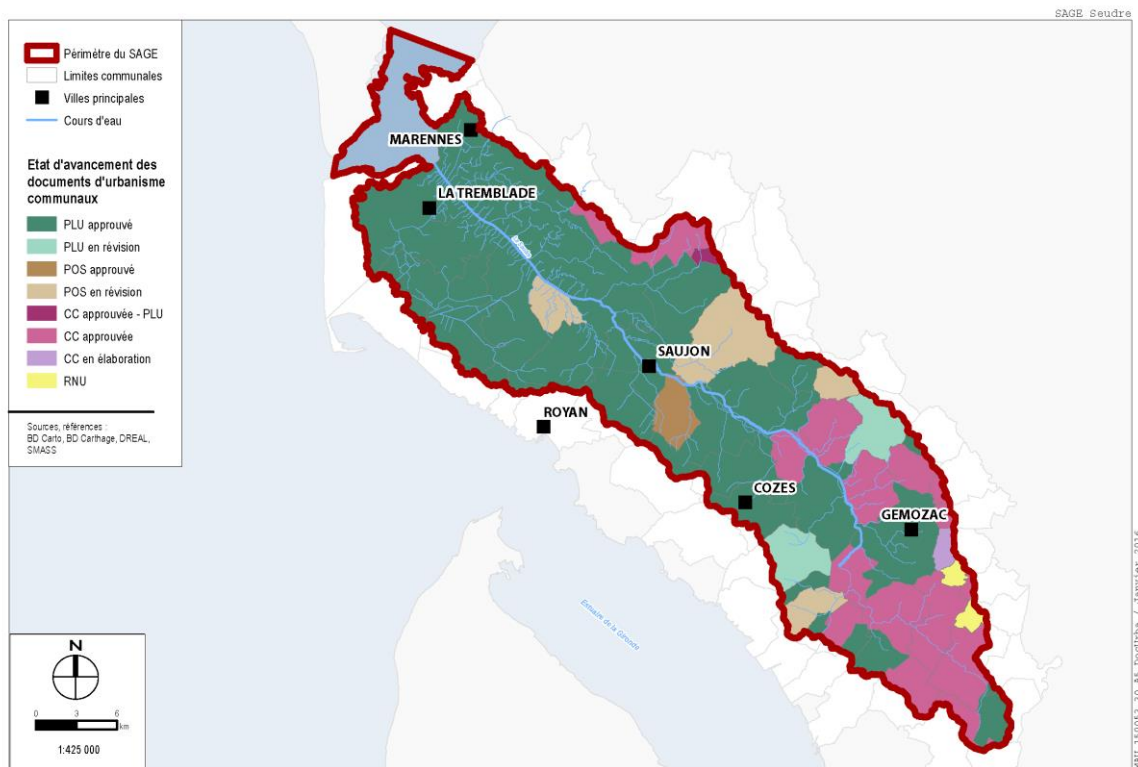 SAGE Seudre
Périmètre du SAGE
Limites communales
Villes principales
Cours d'eau
Etat d'avancement des
documents d'urbanisme
communaux
PLU approuvé
PLU en révision
POS approuvé
POS en révision
CC approuvée - PLU
CC approuvée
CC en élaboration
RNU
Sources, références :
BD Carto, BD Carthage, DREAL,
SMASS
N
0 3 6
km
1:425 000
MARENNES
LA TREMBLADE
SAUJON
ROYAN
COZES
GEMOZAC
Estuaire de la Gironde
Janvier 2016